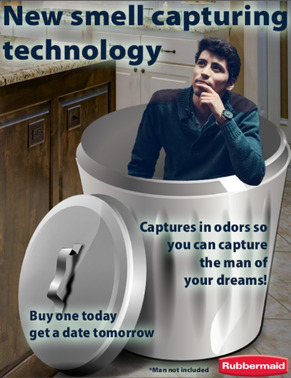 New smell capturing
technology
Captures in odors so
you can capture
the man of
your dreams!
Buy one today
get a date tomorrow
*Man not included
Rubbermaid